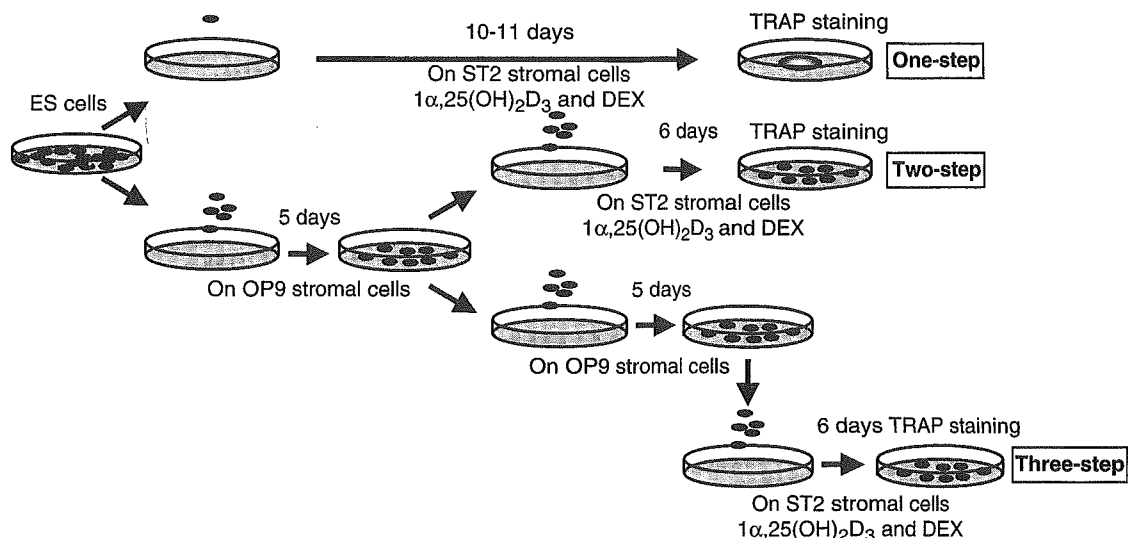 10-11 days
TRAP staining
One-step
On ST2 stromal cells
1α,25(OH)₂D₃ and DEX
ES cells
6 days
TRAP staining
Two-step
On ST2 stromal cells
1α,25(OH)₂D₃ and DEX
5 days
On OP9 stromal cells
5 days
On OP9 stromal cells
6 days TRAP staining
Three-step
On ST2 stromal cells
1α,25(OH)₂D₃ and DEX